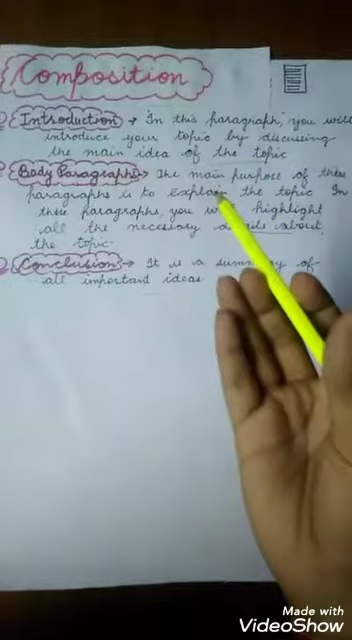 Composition
Introduction → In this paragraph you will
introduce your topic by discussing
the main idea of the topic
Body Paragraphs → The main purpose of these
paragraphs is to explain the topic In
these paragraphs, you highlight
all the necessary details about
the topic.
Conclusion → It is a summary of
all important ideas
Made with
VideoShow